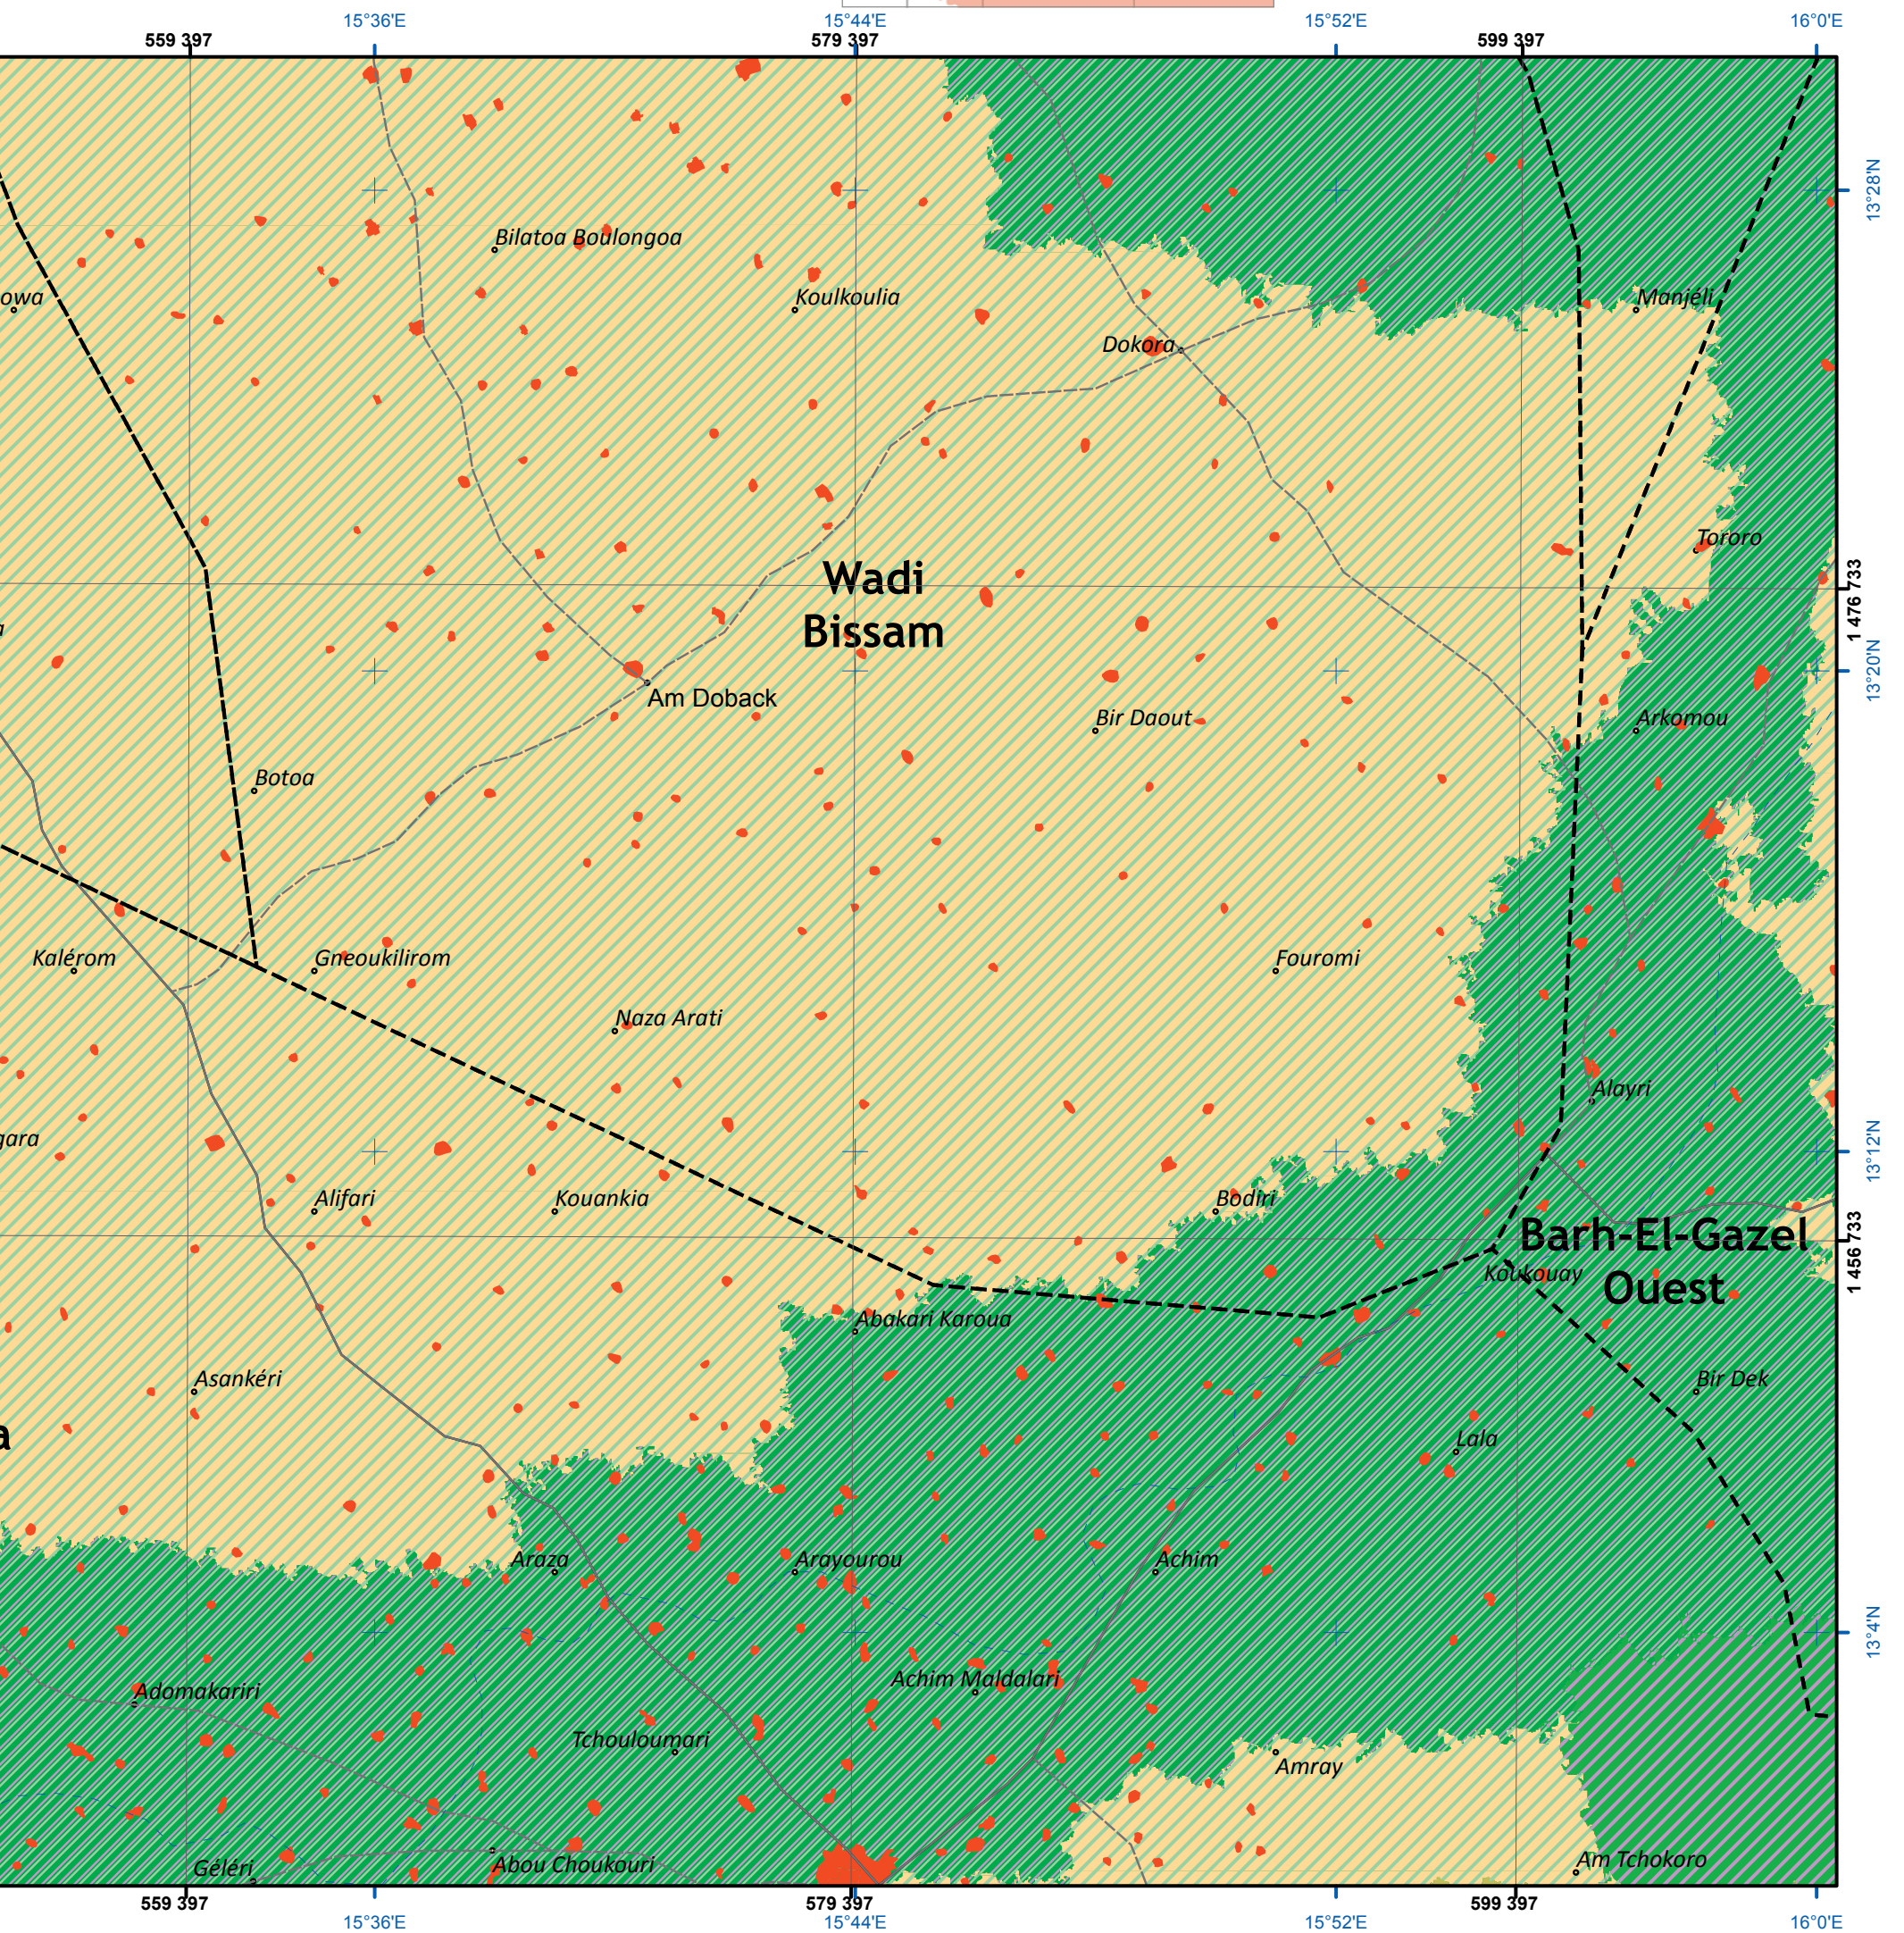 15°36'E
15°44'E
15°52'E
16°0'E
559 397
579 397
599 397
13°28'N
Bilatoa Boulongoa
owa
Koulkoulia
Manjéli
Dokora
Tororo
Wadi
Bissam
1 476 733
13°20'N
Am Doback
Bir Daout
Arkomou
Botoa
Kalérom
Gneoukilirom
Fouromi
Naza Arati
Alayri
gara
13°12'N
Alifari
Kouankia
Bodiri
Barh-El-Gazel
Ouest
1 456 733
Koukouay
Abakari Karoua
Asankéri
Bir Dek
a
Lala
Araza
Arayourou
Achim
13°4'N
Adomakariri
Achim Maldalari
Tchouloumari
Amray
Géléri
Abou Choukouri
Am Tchokoro
559 397
579 397
599 397
15°36'E
15°44'E
15°52'E
16°0'E